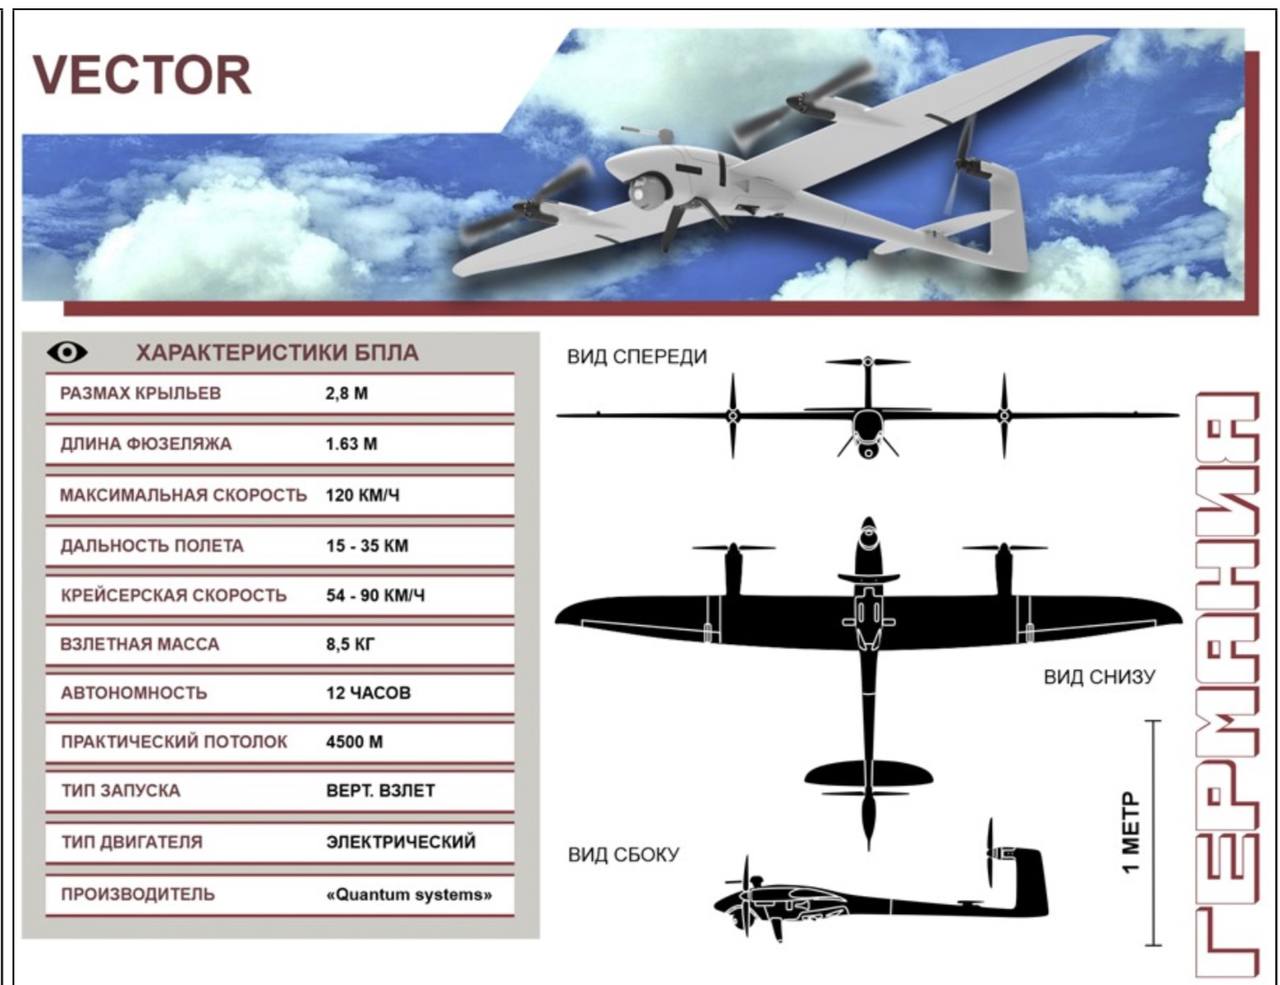 VECTOR
ХАРАКТЕРИСТИКИ БПЛА
РАЗМАХ КРЫЛЬЕВ 2,8 М
ДЛИНА ФЮЗЕЛЯЖА 1.63 М
МАКСИМАЛЬНАЯ СКОРОСТЬ 120 КМ/Ч
ДАЛЬНОСТЬ ПОЛЕТА 15 - 35 КМ
КРЕЙСЕРСКАЯ СКОРОСТЬ 54 - 90 КМ/Ч
ВЗЛЕТНАЯ МАССА 8,5 КГ
АВТОНОМНОСТЬ 12 ЧАСОВ
ПРАКТИЧЕСКИЙ ПОТОЛОК 4500 М
ТИП ЗАПУСКА ВЕРТ. ВЗЛЕТ
ТИП ДВИГАТЕЛЯ ЭЛЕКТРИЧЕСКИЙ
ПРОИЗВОДИТЕЛЬ «Quantum systems»
ВИД СПЕРЕДИ
ВИД СНИЗУ
ВИД СБОКУ
1 МЕТР
ГЕРМАНИЯ